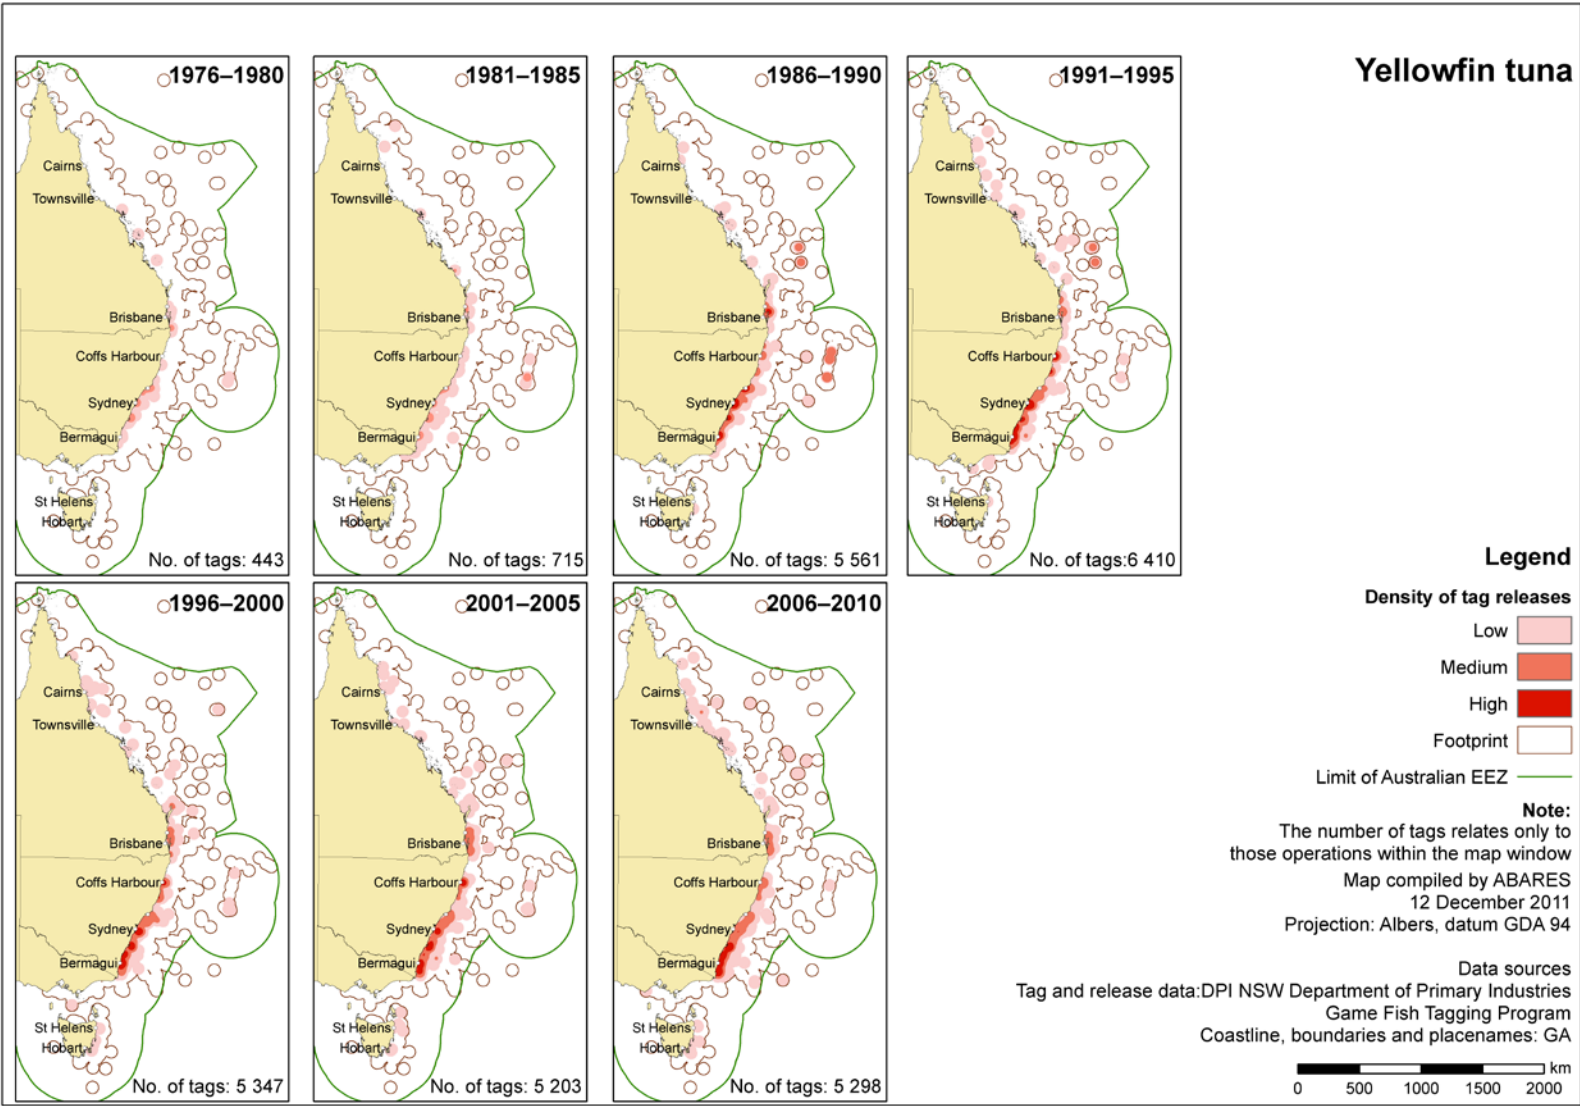 Yellowfin tuna
1976–1980
Cairns
Townsville
Brisbane
Coffs Harbour
Sydney
Bermagui
St Helens
Hobart
No. of tags: 443
1981–1985
Cairns
Townsville
Brisbane
Coffs Harbour
Sydney
Bermagui
St Helens
Hobart
No. of tags: 715
1986–1990
Cairns
Townsville
Brisbane
Coffs Harbour
Sydney
Bermagui
St Helens
Hobart
No. of tags: 5 561
1991–1995
Cairns
Townsville
Brisbane
Coffs Harbour
Sydney
Bermagui
St Helens
Hobart
No. of tags:6 410
1996–2000
Cairns
Townsville
Brisbane
Coffs Harbour
Sydney
Bermagui
St Helens
Hobart
No. of tags: 5 347
2001–2005
Cairns
Townsville
Brisbane
Coffs Harbour
Sydney
Bermagui
St Helens
Hobart
No. of tags: 5 203
2006–2010
Cairns
Townsville
Brisbane
Coffs Harbour
Sydney
Bermagui
St Helens
Hobart
No. of tags: 5 298
Legend
Density of tag releases
Low
Medium
High
Footprint
Limit of Australian EEZ
Note:
The number of tags relates only to
those operations within the map window
Map compiled by ABARES
12 December 2011
Projection: Albers, datum GDA 94
Data sources
Tag and release data:DPI NSW Department of Primary Industries
Game Fish Tagging Program
Coastline, boundaries and placenames: GA
km
0 500 1000 1500 2000